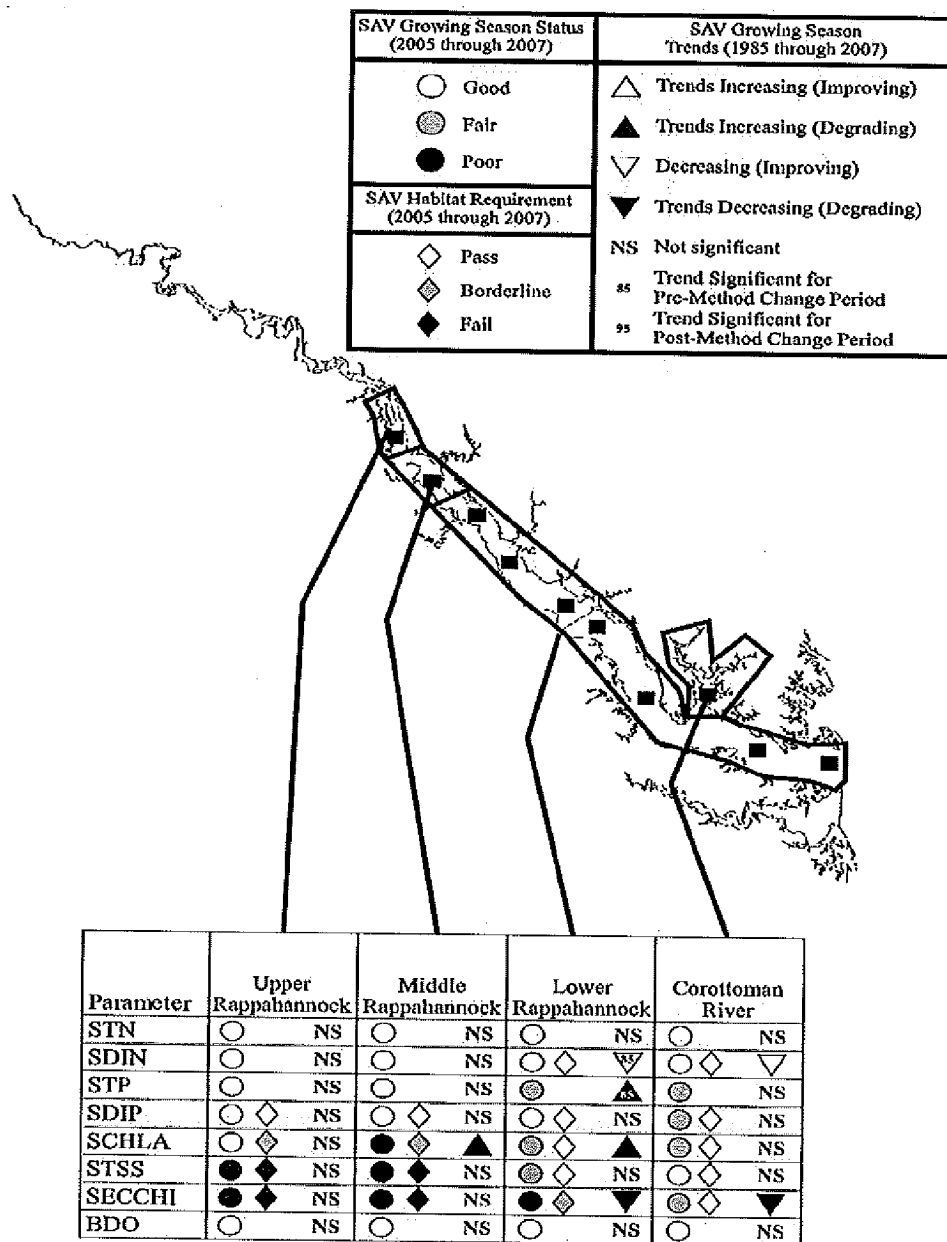 SAV Growing Season Status
(2005 through 2007)
Good
Fair
Poor
SAV Habitat Requirement
(2005 through 2007)
Pass
Borderline
Fail
SAV Growing Season
Trends (1985 through 2007)
Trends Increasing (Improving)
Trends Increasing (Degrading)
Decreasing (Improving)
Trends Decreasing (Degrading)
NS Not significant
85 Trend Significant for
Pre-Method Change Period
95 Trend Significant for
Post-Method Change Period
Parameter Upper Rappahannock Middle Rappahannock Lower Rappahannock Corottoman River
STN NS NS NS NS
SDIN NS NS 85
STP NS NS 85 NS
SDIP NS NS NS NS
SCHLA NS NS
STSS NS NS NS NS
SECCHI NS NS
BDO NS NS NS NS